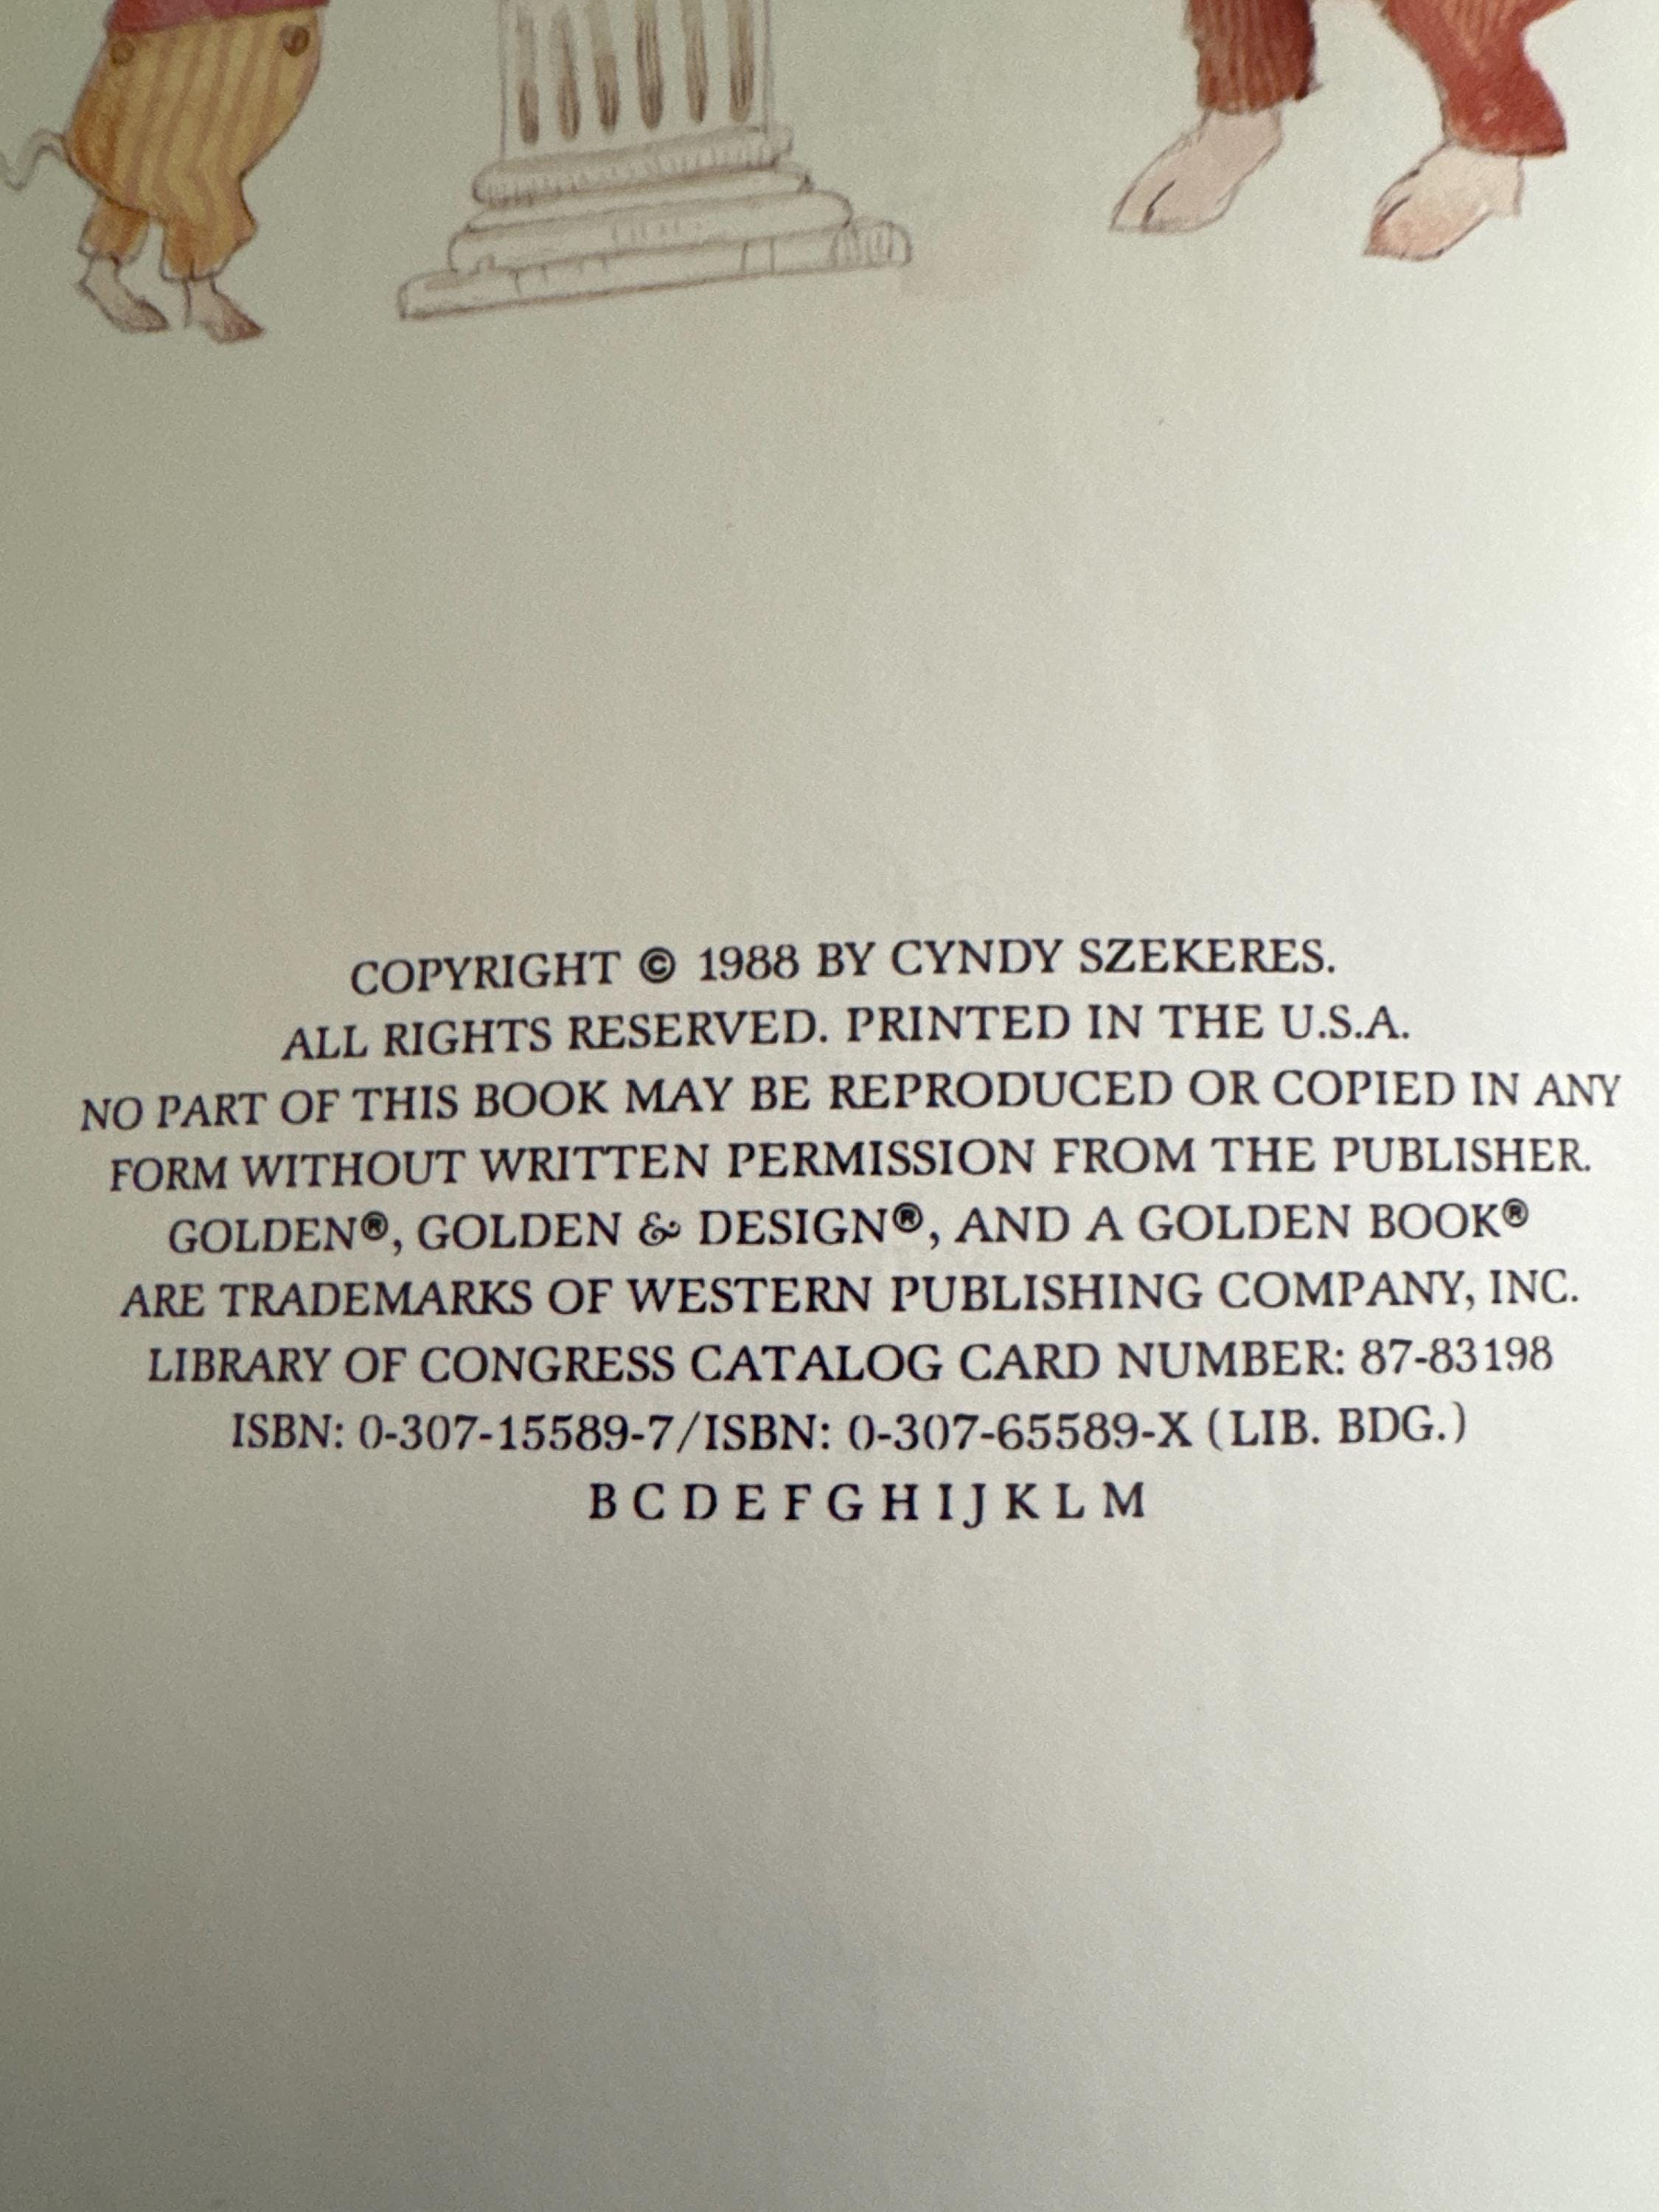 COPYRIGHT © 1988 BY CYNDY SZEKERES.
ALL RIGHTS RESERVED. PRINTED IN THE U.S.A.
NO PART OF THIS BOOK MAY BE REPRODUCED OR COPIED IN ANY
FORM WITHOUT WRITTEN PERMISSION FROM THE PUBLISHER.
GOLDEN®, GOLDEN & DESIGN®, AND A GOLDEN BOOK®
ARE TRADEMARKS OF WESTERN PUBLISHING COMPANY, INC.
LIBRARY OF CONGRESS CATALOG CARD NUMBER: 87-83198
ISBN: 0-307-15589-7/ISBN: 0-307-65589-X (LIB. BDG.)
B C D E F G H I J K L M